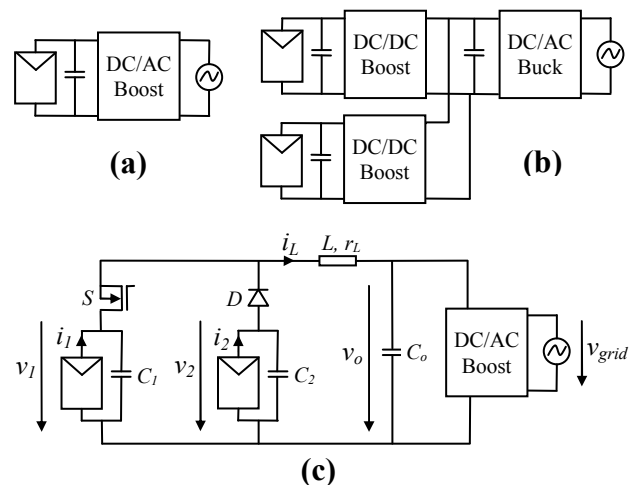 DC/AC
Boost
(a)
DC/DC
Boost
DC/AC
Buck
DC/DC
Boost
(b)
i_L
L, r_L
S
D
i_1
i_2
v_1
C_1
v_2
C_2
v_o
C_o
DC/AC
Boost
v_grid
(c)